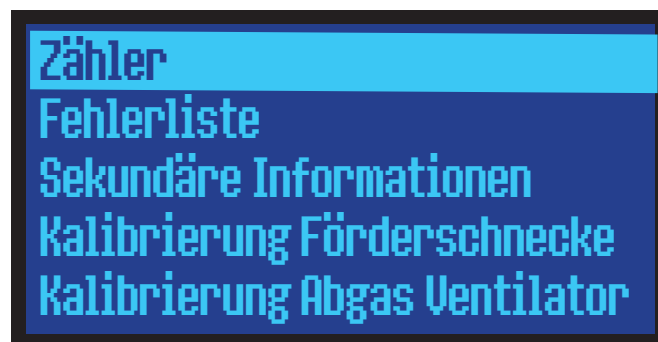 Zähler
Fehlerliste
Sekundäre Informationen
Kalibrierung Förderschnecke
Kalibrierung Abgas Ventilator